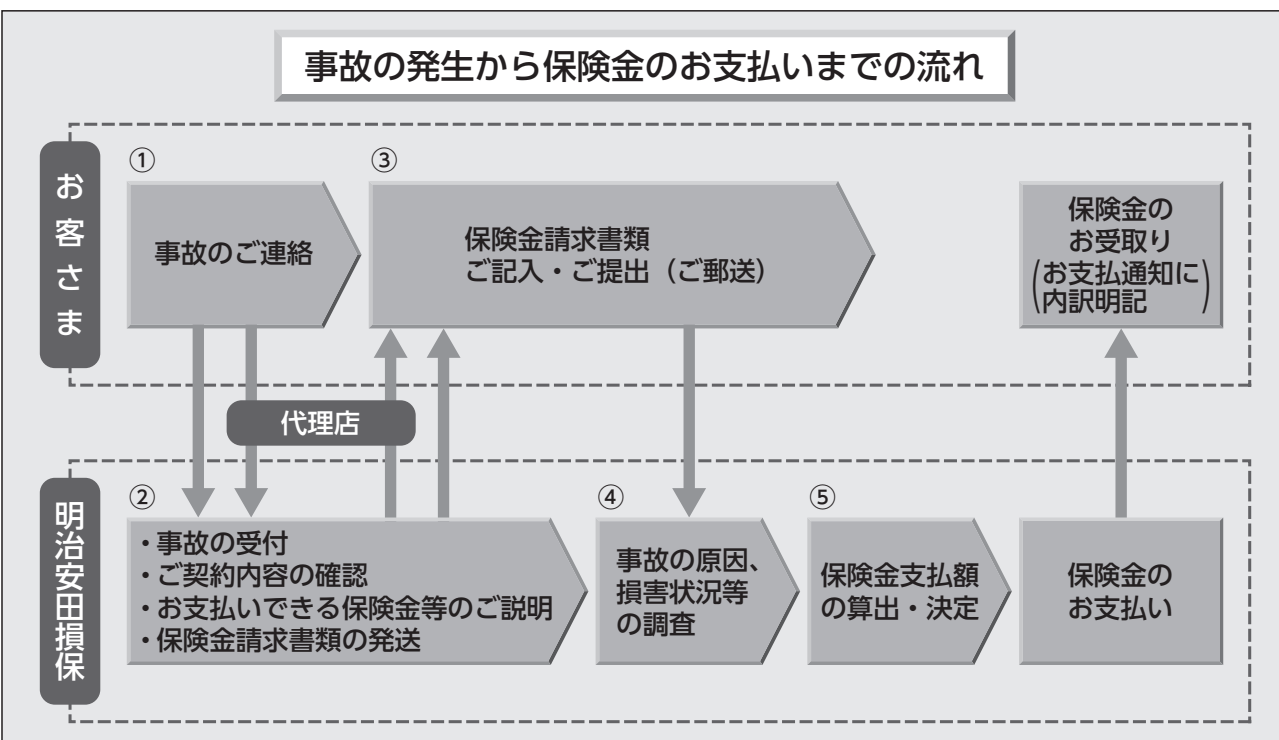 事故の発生から保険金のお支払いまでの流れ
お客さま
①
事故のご連絡
③
保険金請求書類
ご記入・ご提出（ご郵送）
保険金の
お受取り
(お支払通知に
内訳明記)
代理店
明治安田損保
②
・事故の受付
・ご契約内容の確認
・お支払いできる保険金等のご説明
・保険金請求書類の発送
④
事故の原因、
損害状況等
の調査
⑤
保険金支払額
の算出・決定
保険金の
お支払い